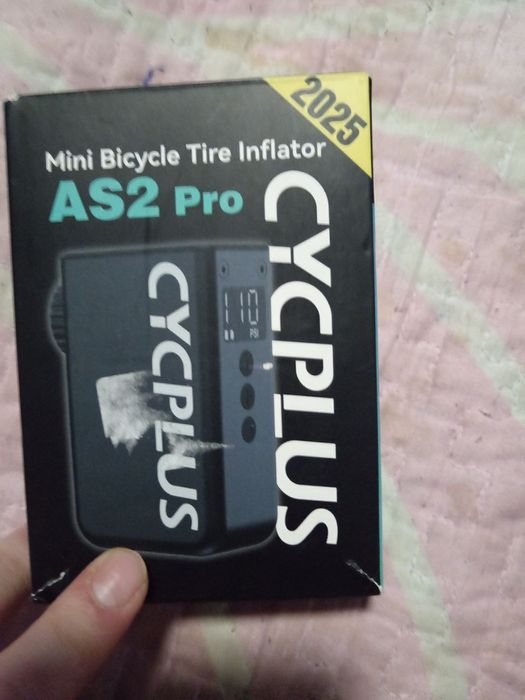 2025
Mini Bicycle Tire Inflator
AS2 Pro
CYCPLUS
CYCPLUS
110
PSI